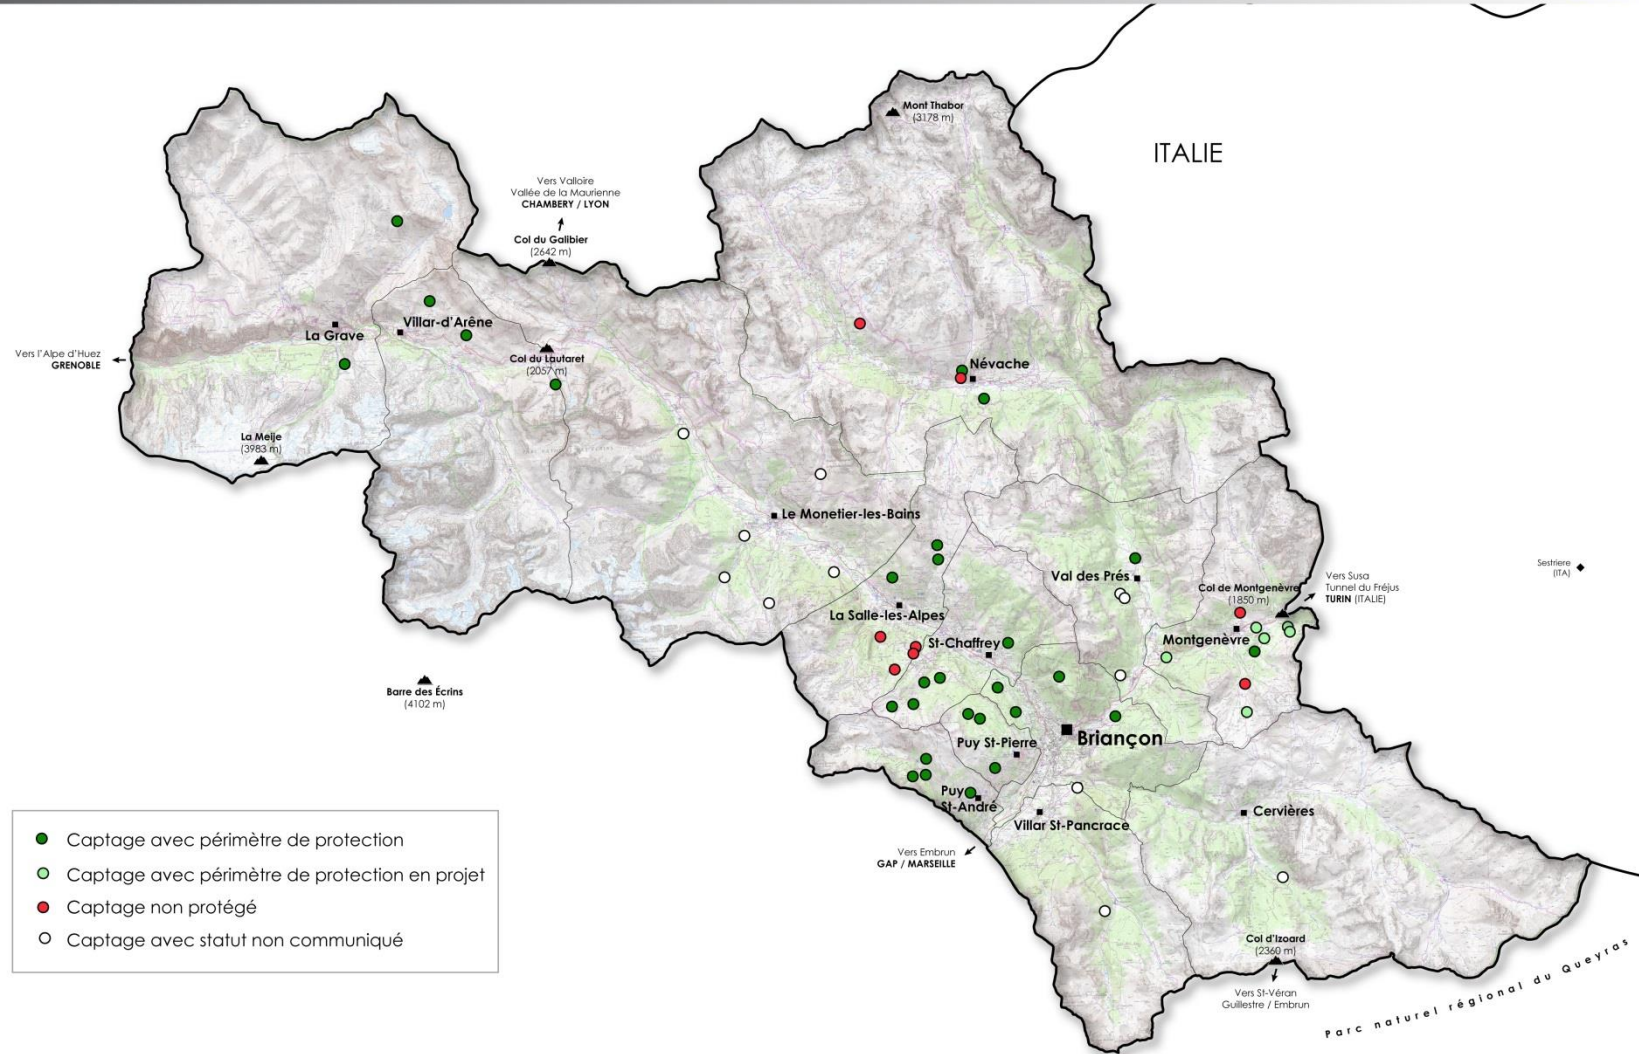 Mont Thabor
(3178 m)
ITALIE
Vers Valloire
Vallée de la Maurienne
CHAMBERY / LYON
Col du Galibier
(2642 m)
Villar-d'Arêne
La Grave
Vers l'Alpe d'Huez
GRENOBLE
Col du Lautaret
(2057 m)
Névache
La Meije
(3983 m)
Le Monetier-les-Bains
Val des Prés
Col de Montgenèvre
(1850 m)
Vers Susa
Tunnel du Fréjus
TURIN (ITALIE)
Sestriere
(ITA)
La Salle-les-Alpes
St-Chaffrey
Montgenèvre
Barre des Écrins
(4102 m)
Briançon
Puy St-Pierre
Puy
St-André
Villar St-Pancrace
Cervières
Vers Embrun
GAP / MARSEILLE
Captage avec périmètre de protection
Captage avec périmètre de protection en projet
Captage non protégé
Captage avec statut non communiqué
Col d'Izoard
(2360 m)
Vers St-Véran
Guillestre / Embrun
Parc naturel régional du Queyras